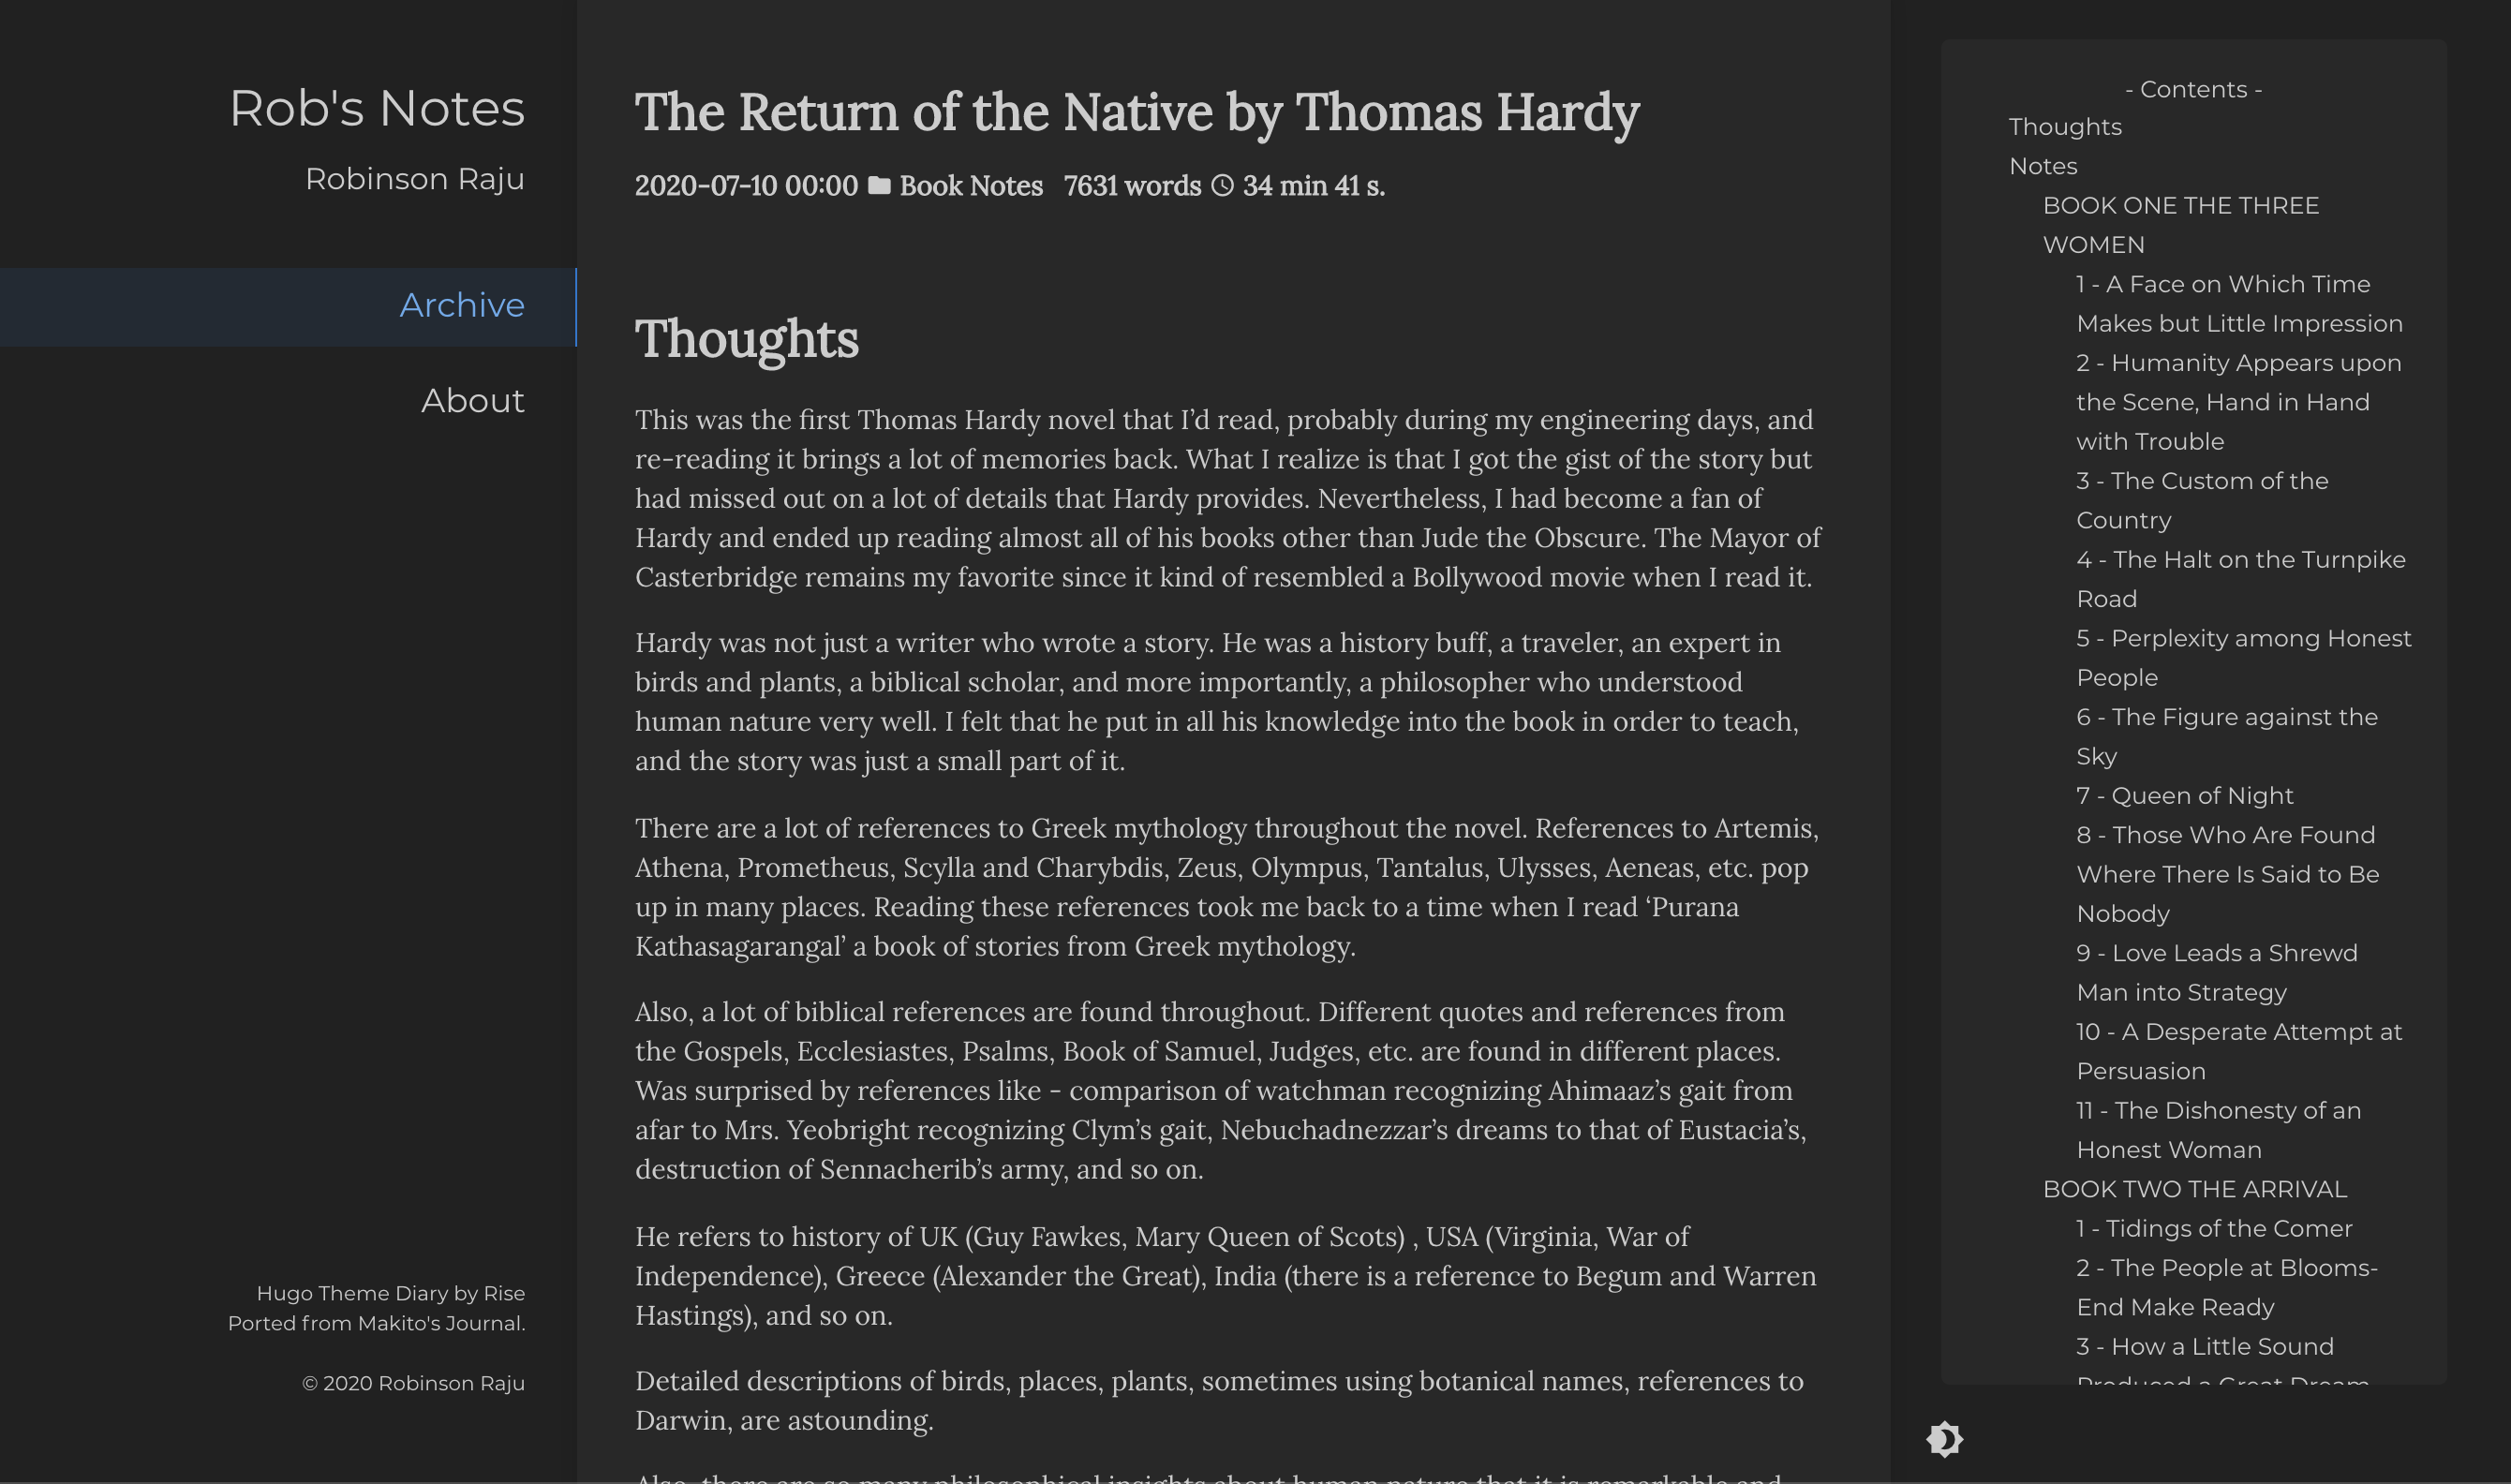 Rob's Notes
Robinson Raju
Archive
About
Hugo Theme Diary by Rise
Ported from Makito's Journal.
© 2020 Robinson Raju
The Return of the Native by Thomas Hardy
2020-07-10 00:00 Book Notes 7631 words 34 min 41 s.
Thoughts
This was the first Thomas Hardy novel that I’d read, probably during my engineering days, and
re-reading it brings a lot of memories back. What I realize is that I got the gist of the story but
had missed out on a lot of details that Hardy provides. Nevertheless, I had become a fan of
Hardy and ended up reading almost all of his books other than Jude the Obscure. The Mayor of
Casterbridge remains my favorite since it kind of resembled a Bollywood movie when I read it.
Hardy was not just a writer who wrote a story. He was a history buff, a traveler, an expert in
birds and plants, a biblical scholar, and more importantly, a philosopher who understood
human nature very well. I felt that he put in all his knowledge into the book in order to teach,
and the story was just a small part of it.
There are a lot of references to Greek mythology throughout the novel. References to Artemis,
Athena, Prometheus, Scylla and Charybdis, Zeus, Olympus, Tantalus, Ulysses, Aeneas, etc. pop
up in many places. Reading these references took me back to a time when I read ‘Purana
Kathasagarangal’ a book of stories from Greek mythology.
Also, a lot of biblical references are found throughout. Different quotes and references from
the Gospels, Ecclesiastes, Psalms, Book of Samuel, Judges, etc. are found in different places.
Was surprised by references like - comparison of watchman recognizing Ahimaaz’s gait from
afar to Mrs. Yeobright recognizing Clym’s gait, Nebuchadnezzar’s dreams to that of Eustacia’s,
destruction of Sennacherib’s army, and so on.
He refers to history of UK (Guy Fawkes, Mary Queen of Scots) , USA (Virginia, War of
Independence), Greece (Alexander the Great), India (there is a reference to Begum and Warren
Hastings), and so on.
Detailed descriptions of birds, places, plants, sometimes using botanical names, references to
Darwin, are astounding.
Also, there are so many philosophical insights about human nature that it is remarkable and
- Contents -
Thoughts
Notes
BOOK ONE THE THREE
WOMEN
1 - A Face on Which Time
Makes but Little Impression
2 - Humanity Appears upon
the Scene, Hand in Hand
with Trouble
3 - The Custom of the
Country
4 - The Halt on the Turnpike
Road
5 - Perplexity among Honest
People
6 - The Figure against the
Sky
7 - Queen of Night
8 - Those Who Are Found
Where There Is Said to Be
Nobody
9 - Love Leads a Shrewd
Man into Strategy
10 - A Desperate Attempt at
Persuasion
11 - The Dishonesty of an
Honest Woman
BOOK TWO THE ARRIVAL
1 - Tidings of the Comer
2 - The People at Blooms-
End Make Ready
3 - How a Little Sound
Produced a Great Dream